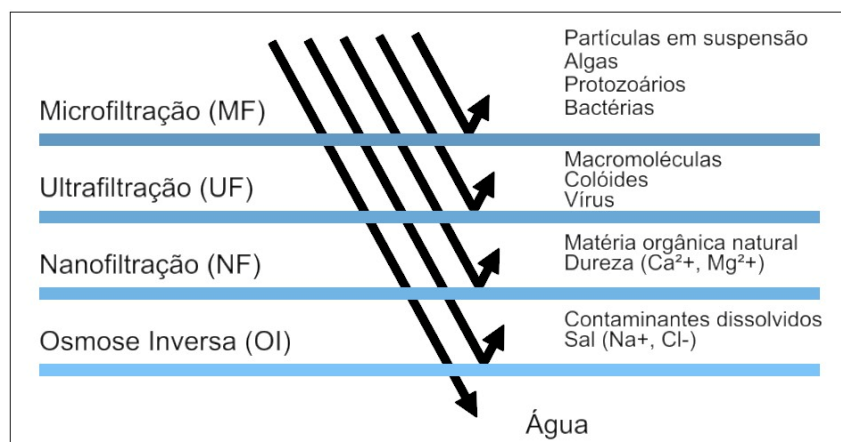 Partículas em suspensão
Algas
Protozoários
Bactérias
Microfiltração (MF)
Macromoléculas
Colóides
Vírus
Ultrafiltração (UF)
Matéria orgânica natural
Dureza (Ca²+, Mg²+)
Nanofiltração (NF)
Contaminantes dissolvidos
Sal (Na+, Cl-)
Osmose Inversa (OI)
Água